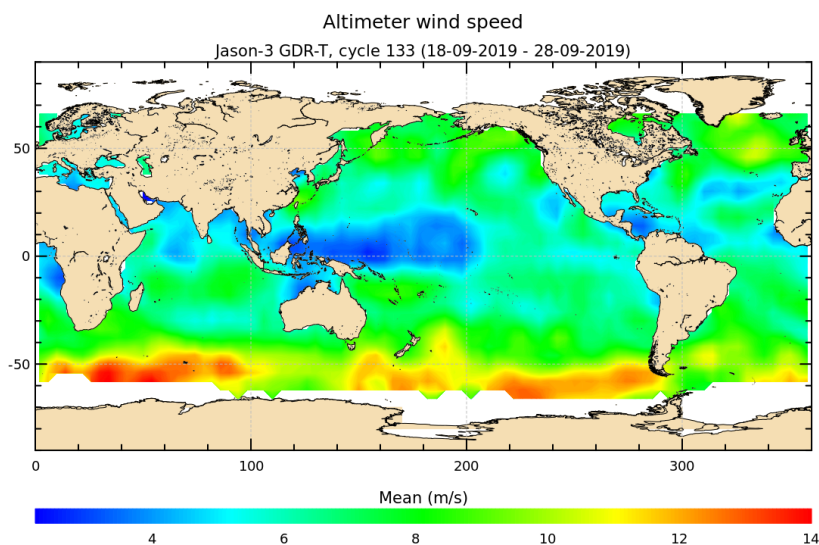 Altimeter wind speed
Jason-3 GDR-T, cycle 133 (18-09-2019 - 28-09-2019)
50
0
-50
0 100 200 300
Mean (m/s)
4 6 8 10 12 14